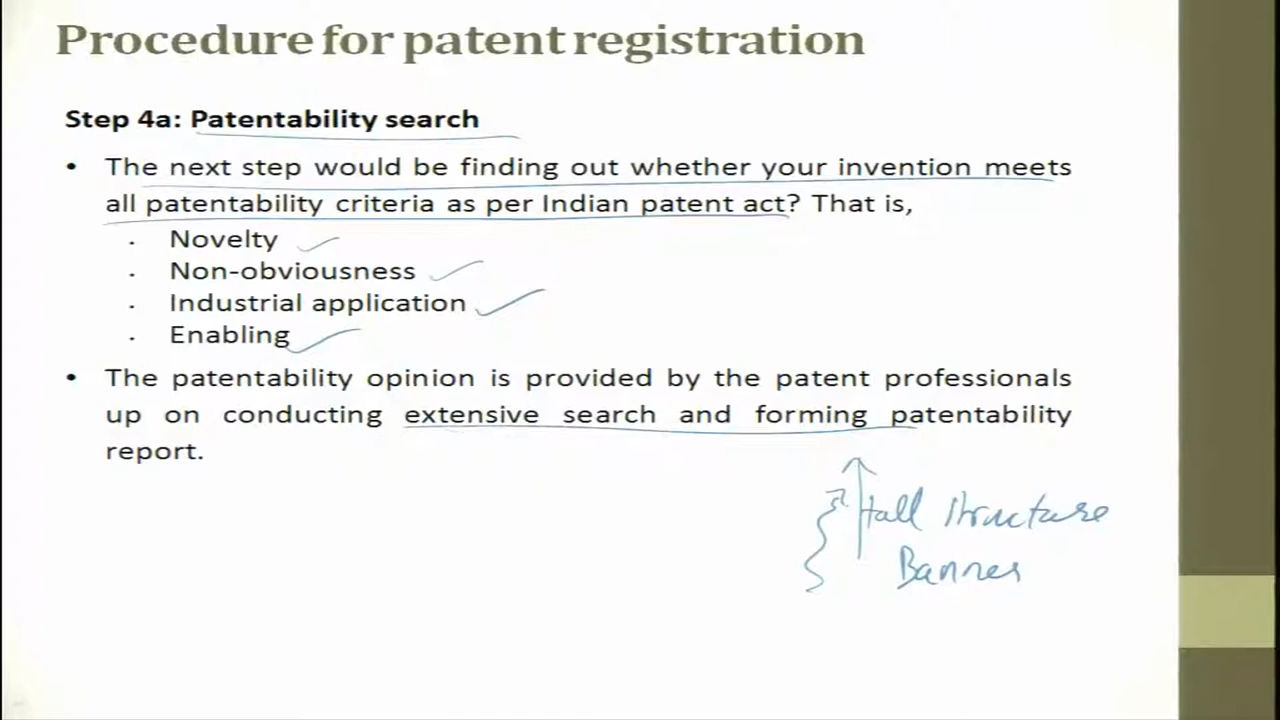 Procedure for patent registration
Step 4a: Patentability search
• The next step would be finding out whether your invention meets
all patentability criteria as per Indian patent act? That is,
· Novelty
· Non-obviousness
· Industrial application
· Enabling
• The patentability opinion is provided by the patent professionals
up on conducting extensive search and forming patentability
report.
tall structure
Banner